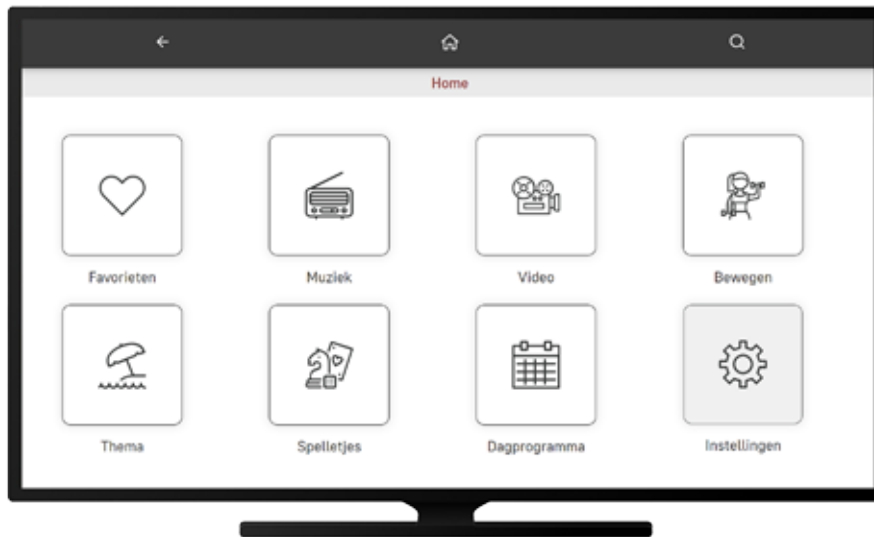 Home
Favorieten
Muziek
Video
Bewegen
Thema
Spelletjes
Dagprogramma
Instellingen